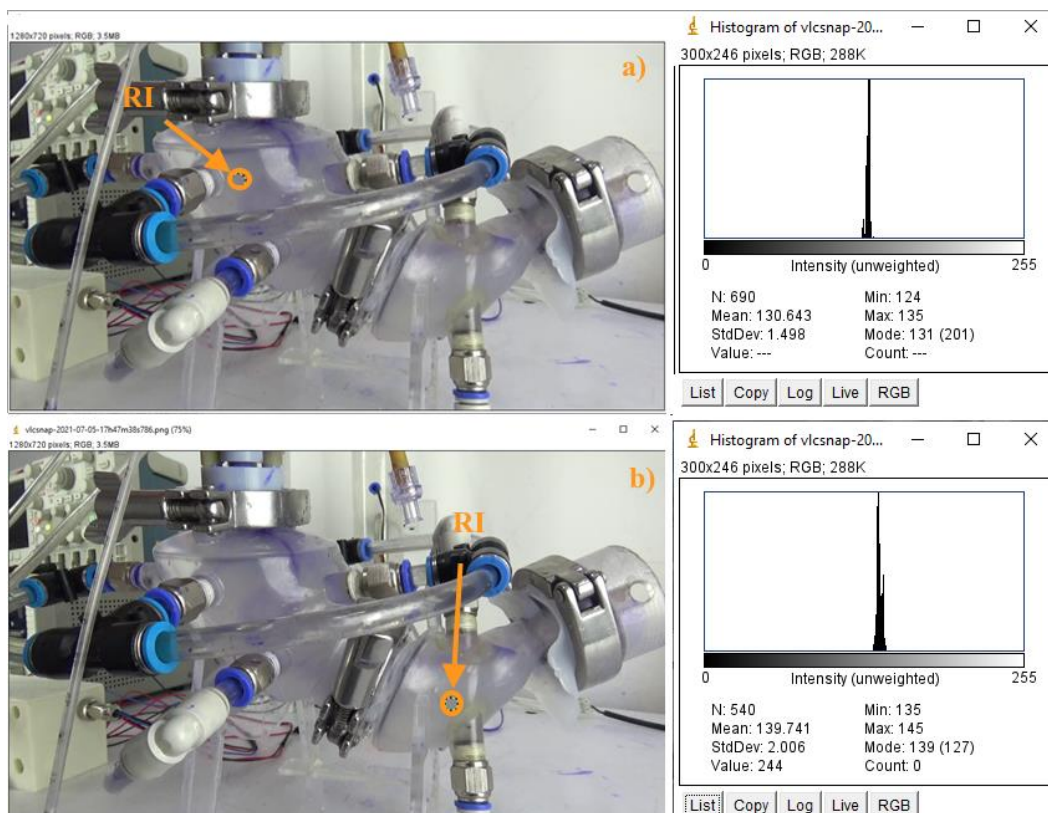 1280x720 pixels; RGB; 3.5MB
a)
RI
Histogram of vlcsnap-20...
300x246 pixels; RGB; 288K
0
Intensity (unweighted)
255
N: 690
Min: 124
Mean: 130.643
Max: 135
StdDev: 1.498
Mode: 131 (201)
Value: ---
Count: ---
List Copy Log Live RGB
vlcsnap-2021-07-05-17h47m38s786.png (75%)
1280x720 pixels; RGB; 3.5MB
b)
RI
Histogram of vlcsnap-20...
300x246 pixels; RGB; 288K
0
Intensity (unweighted)
255
N: 540
Min: 135
Mean: 139.741
Max: 145
StdDev: 2.006
Mode: 139 (127)
Value: 244
Count: 0
List Copy Log Live RGB